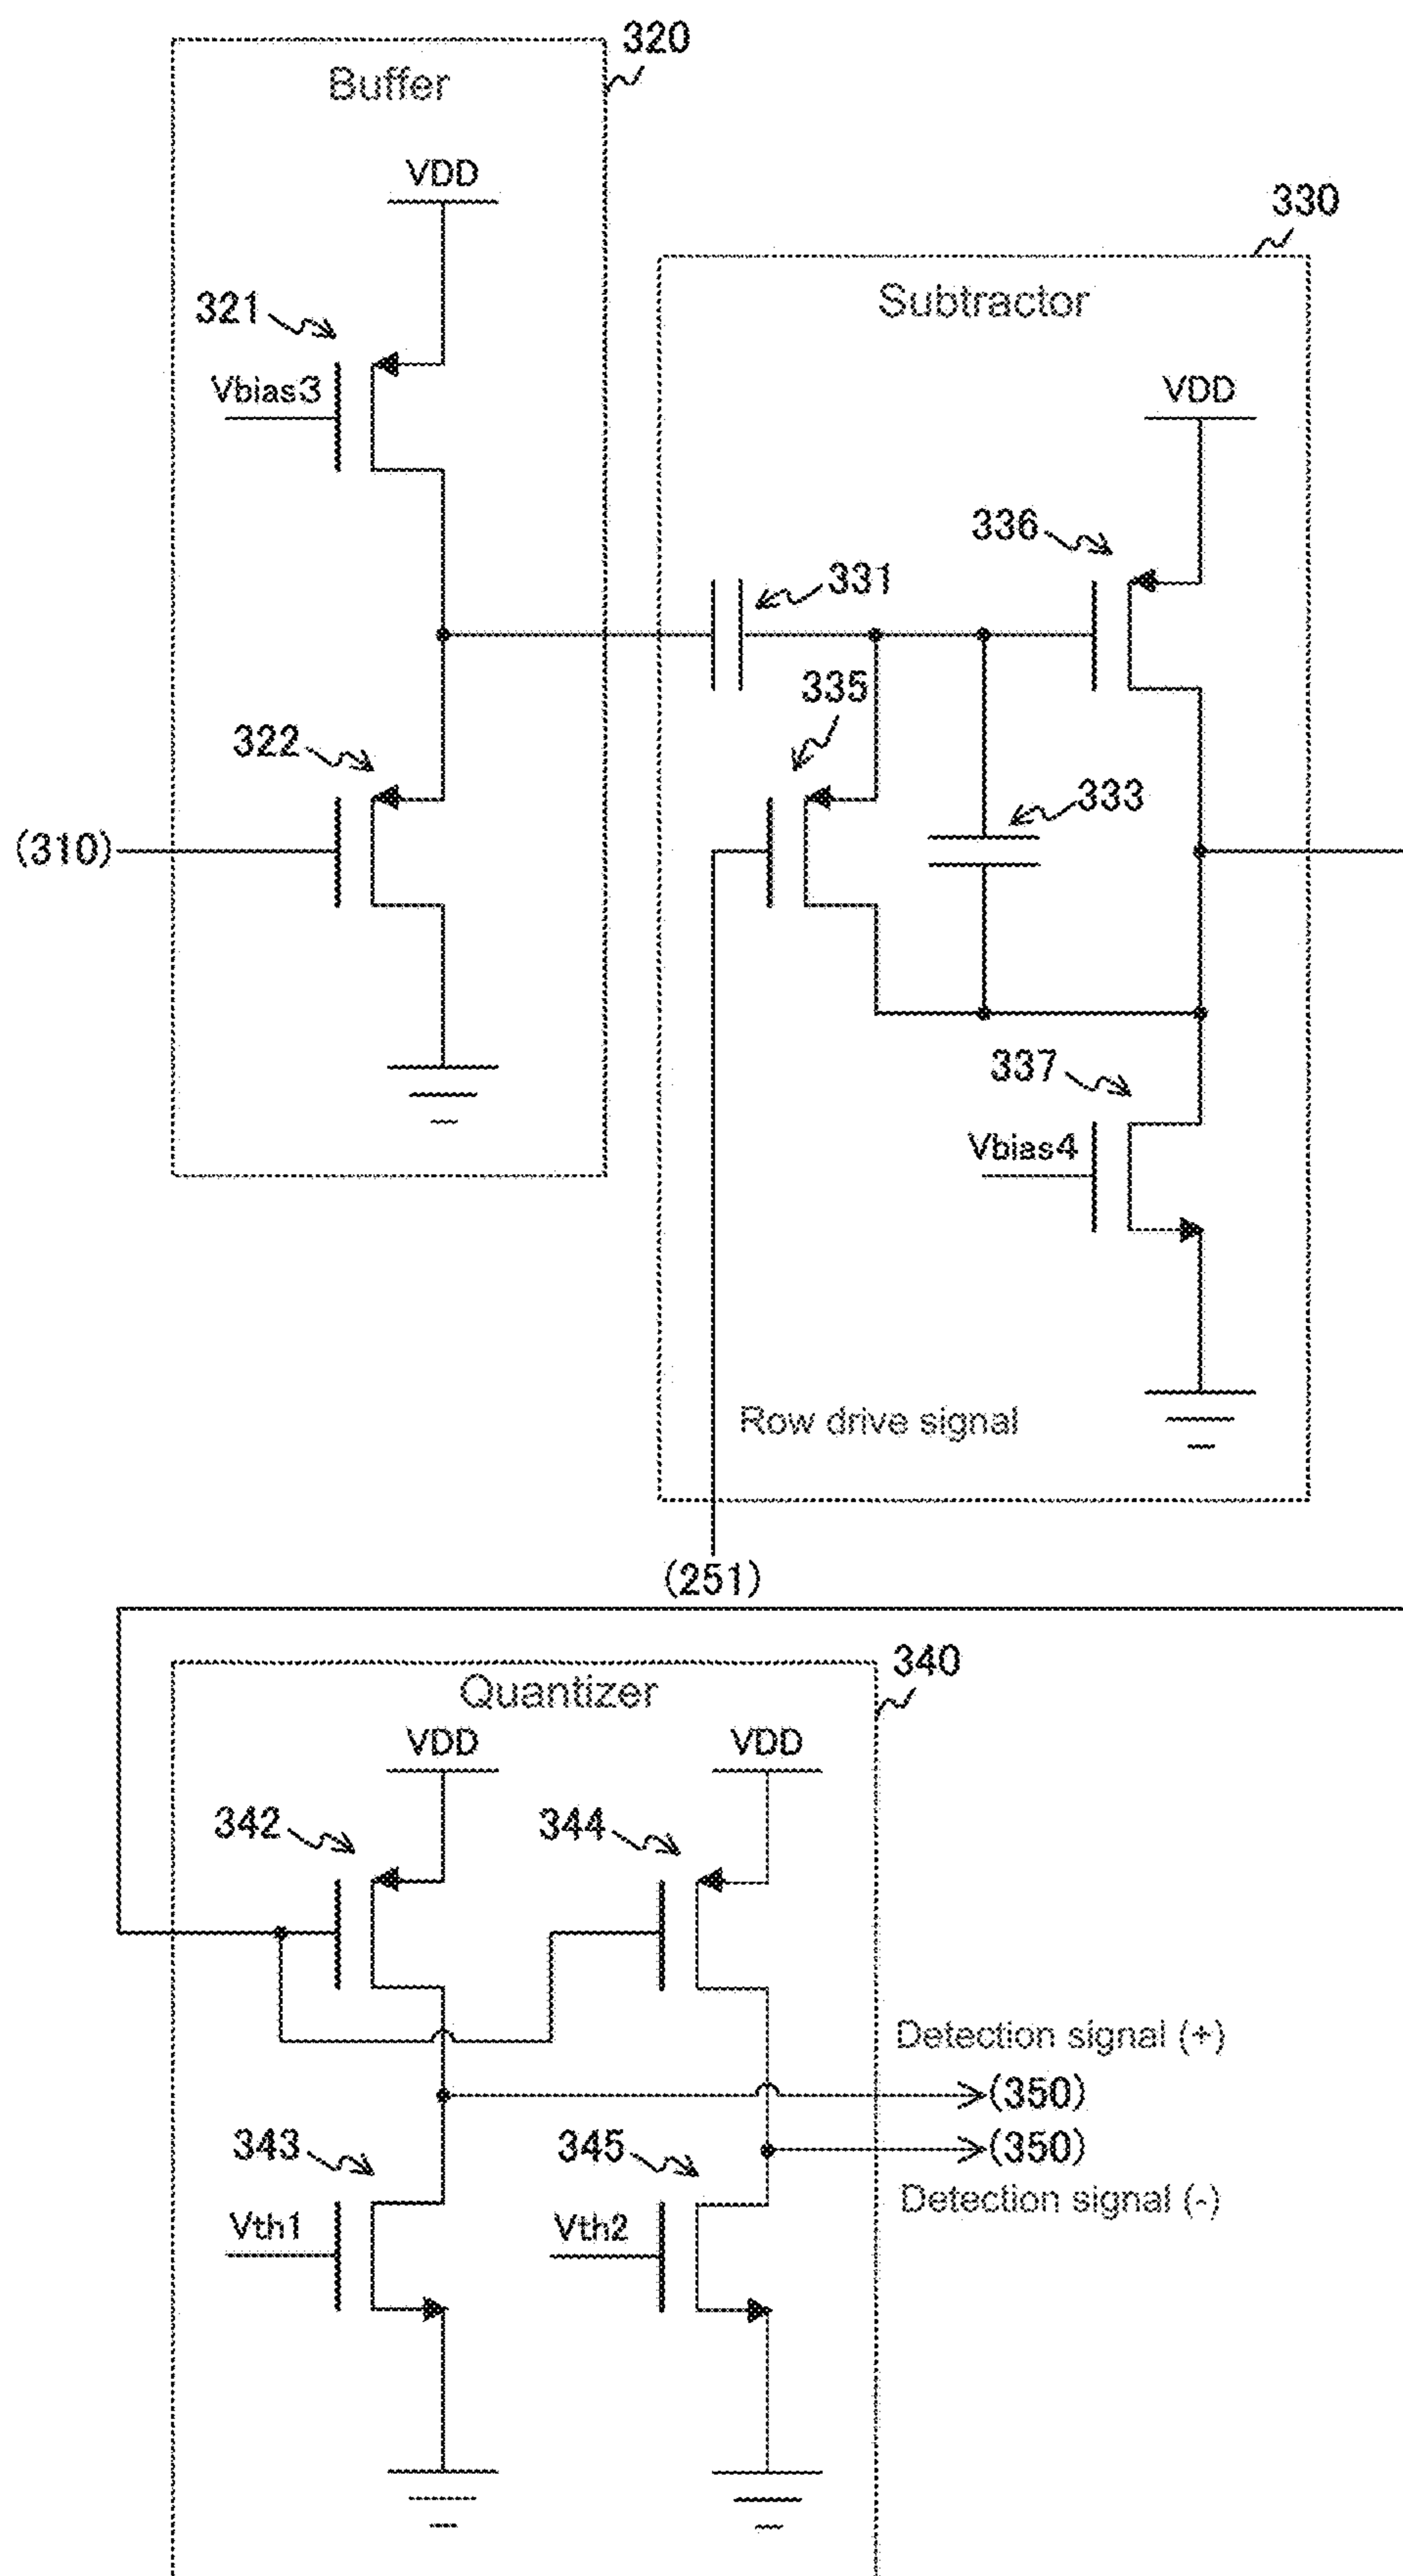 320
Buffer
VDD
330
321
Subtractor
Vbias3
VDD
336
331
335
322
333
(310)
337
Vbias4
Row drive signal
(251)
340
Quantizer
VDD
VDD
342
344
Detection signal (+)
(350)
343
345
(350)
Detection signal (-)
Vth1
Vth2